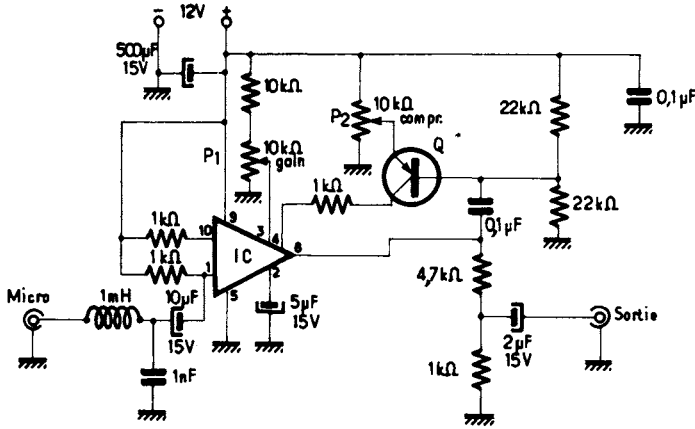 − 12V +
500µF
15V
10kΩ
P1
10kΩ
gain
P2
10kΩ
compr.
Q
22kΩ
0,1µF
1kΩ
22kΩ
0,1µF
1kΩ
10
9
3
4
6
IC
1kΩ
1
2
5
4,7kΩ
Micro
1mH
10µF
15V
5µF
15V
2µF
15V
Sortie
1nF
1kΩ